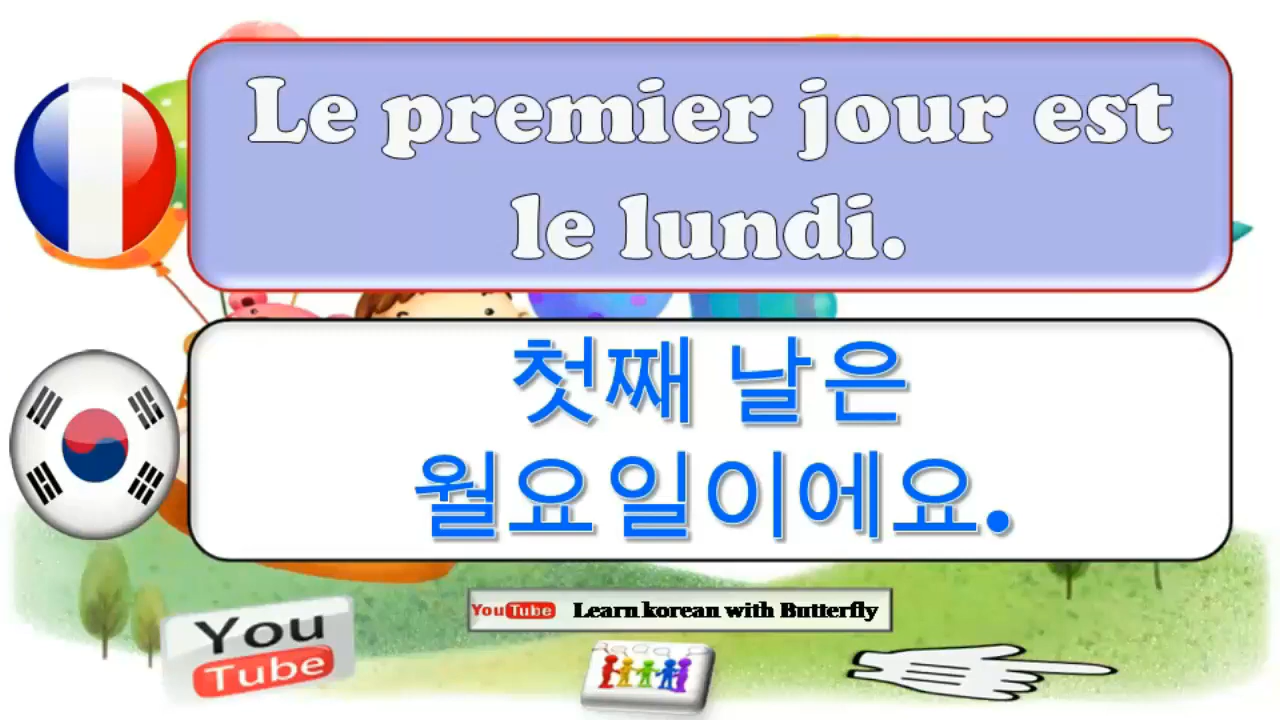 Le premier jour est
le lundi.
첫째 날은
월요일이에요.
YouTube Learn korean with Butterfly
You
Tube